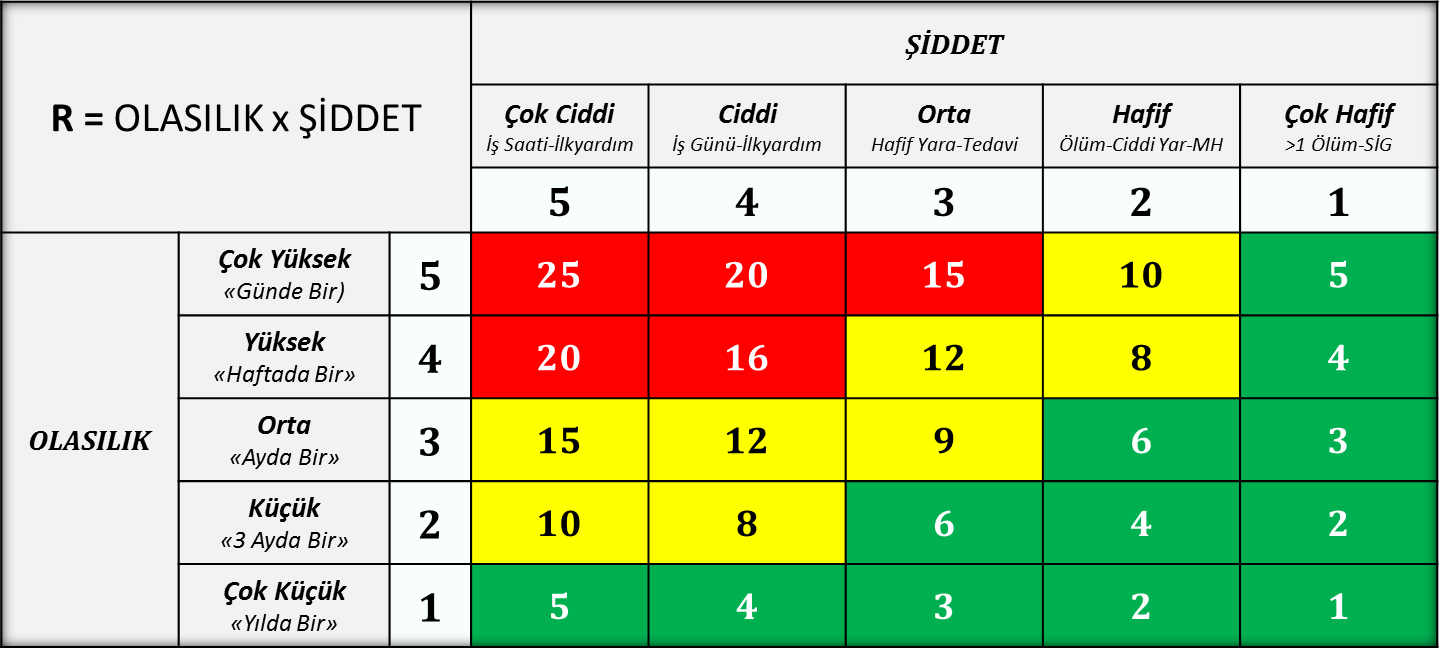 R = OLASILIK x ŞİDDET
ŞİDDET
Çok Ciddi
İş Saati-İlkyardım
Ciddi
İş Günü-İlkyardım
Orta
Hafif Yara-Tedavi
Hafif
Ölüm-Ciddi Yar-MH
Çok Hafif
>1 Ölüm-SİG
5 4 3 2 1
OLASILIK
Çok Yüksek
«Günde Bir)
5 25 20 15 10 5
Yüksek
«Haftada Bir»
4 20 16 12 8 4
Orta
«Ayda Bir»
3 15 12 9 6 3
Küçük
«3 Ayda Bir»
2 10 8 6 4 2
Çok Küçük
«Yılda Bir»
1 5 4 3 2 1